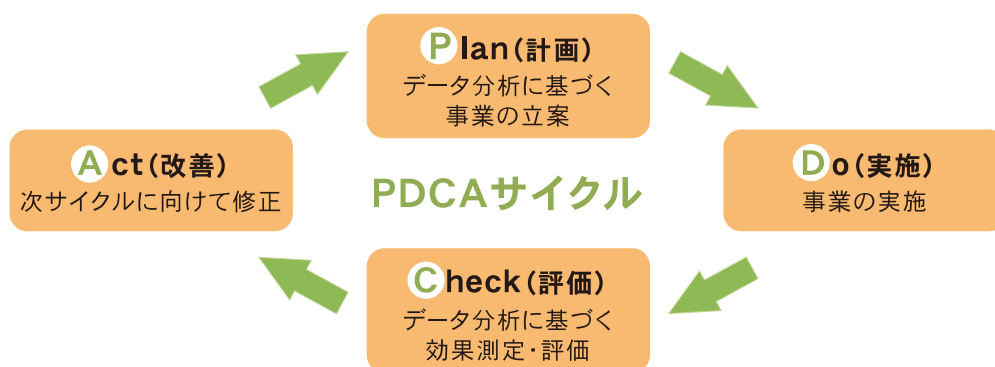 Plan(計画)
データ分析に基づく
事業の立案
Act(改善)
次サイクルに向けて修正
PDCAサイクル
Do(実施)
事業の実施
Check(評価)
データ分析に基づく
効果測定・評価